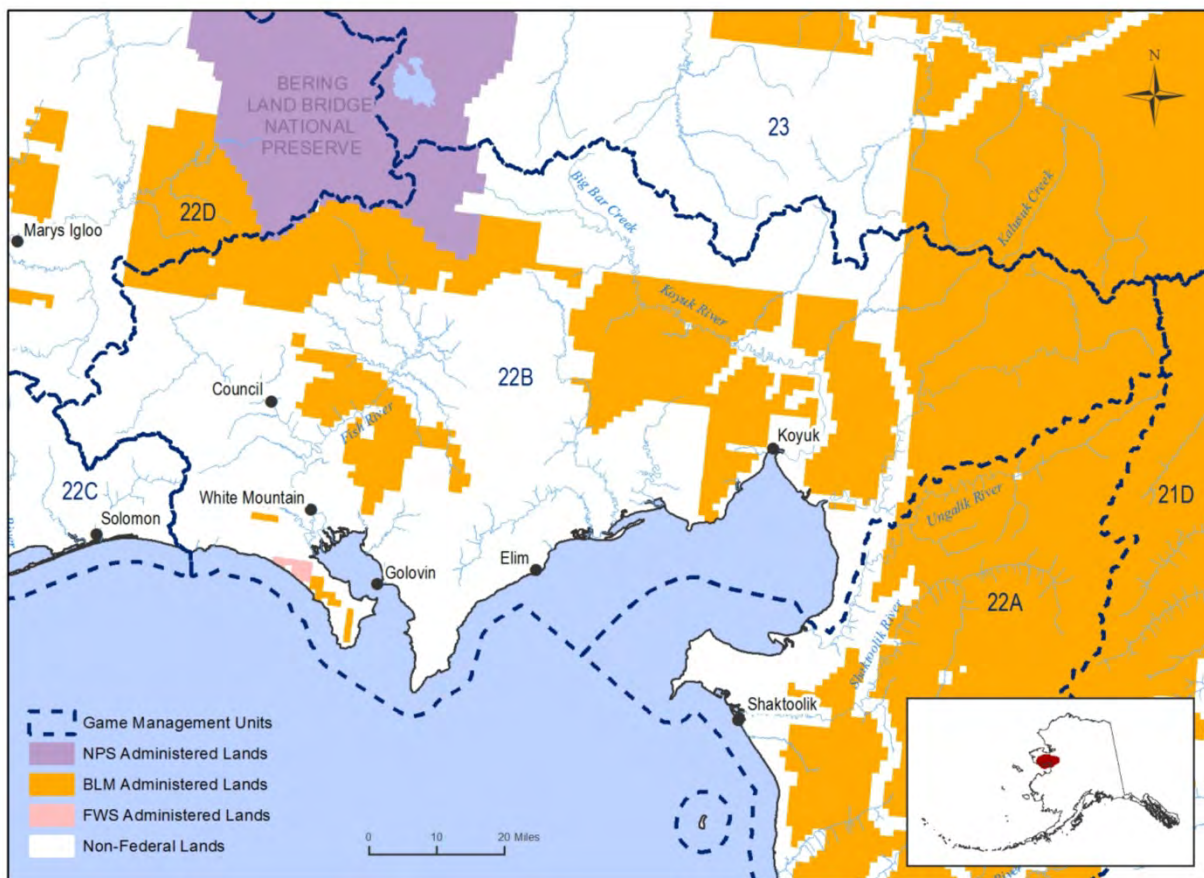 N
BERING
LAND BRIDGE
NATIONAL
PRESERVE
23
22D
Big Bar Creek
Kaliwuk Creek
Marys Igloo
Koyuk River
22B
Council
Fish River
Koyuk
22C
White Mountain
Ungalik River
21D
Solomon
Elim
Golovin
22A
Shaktoolik River
Shaktoolik
Game Management Units
NPS Administered Lands
BLM Administered Lands
FWS Administered Lands
Non-Federal Lands
0 10 20 Miles
River